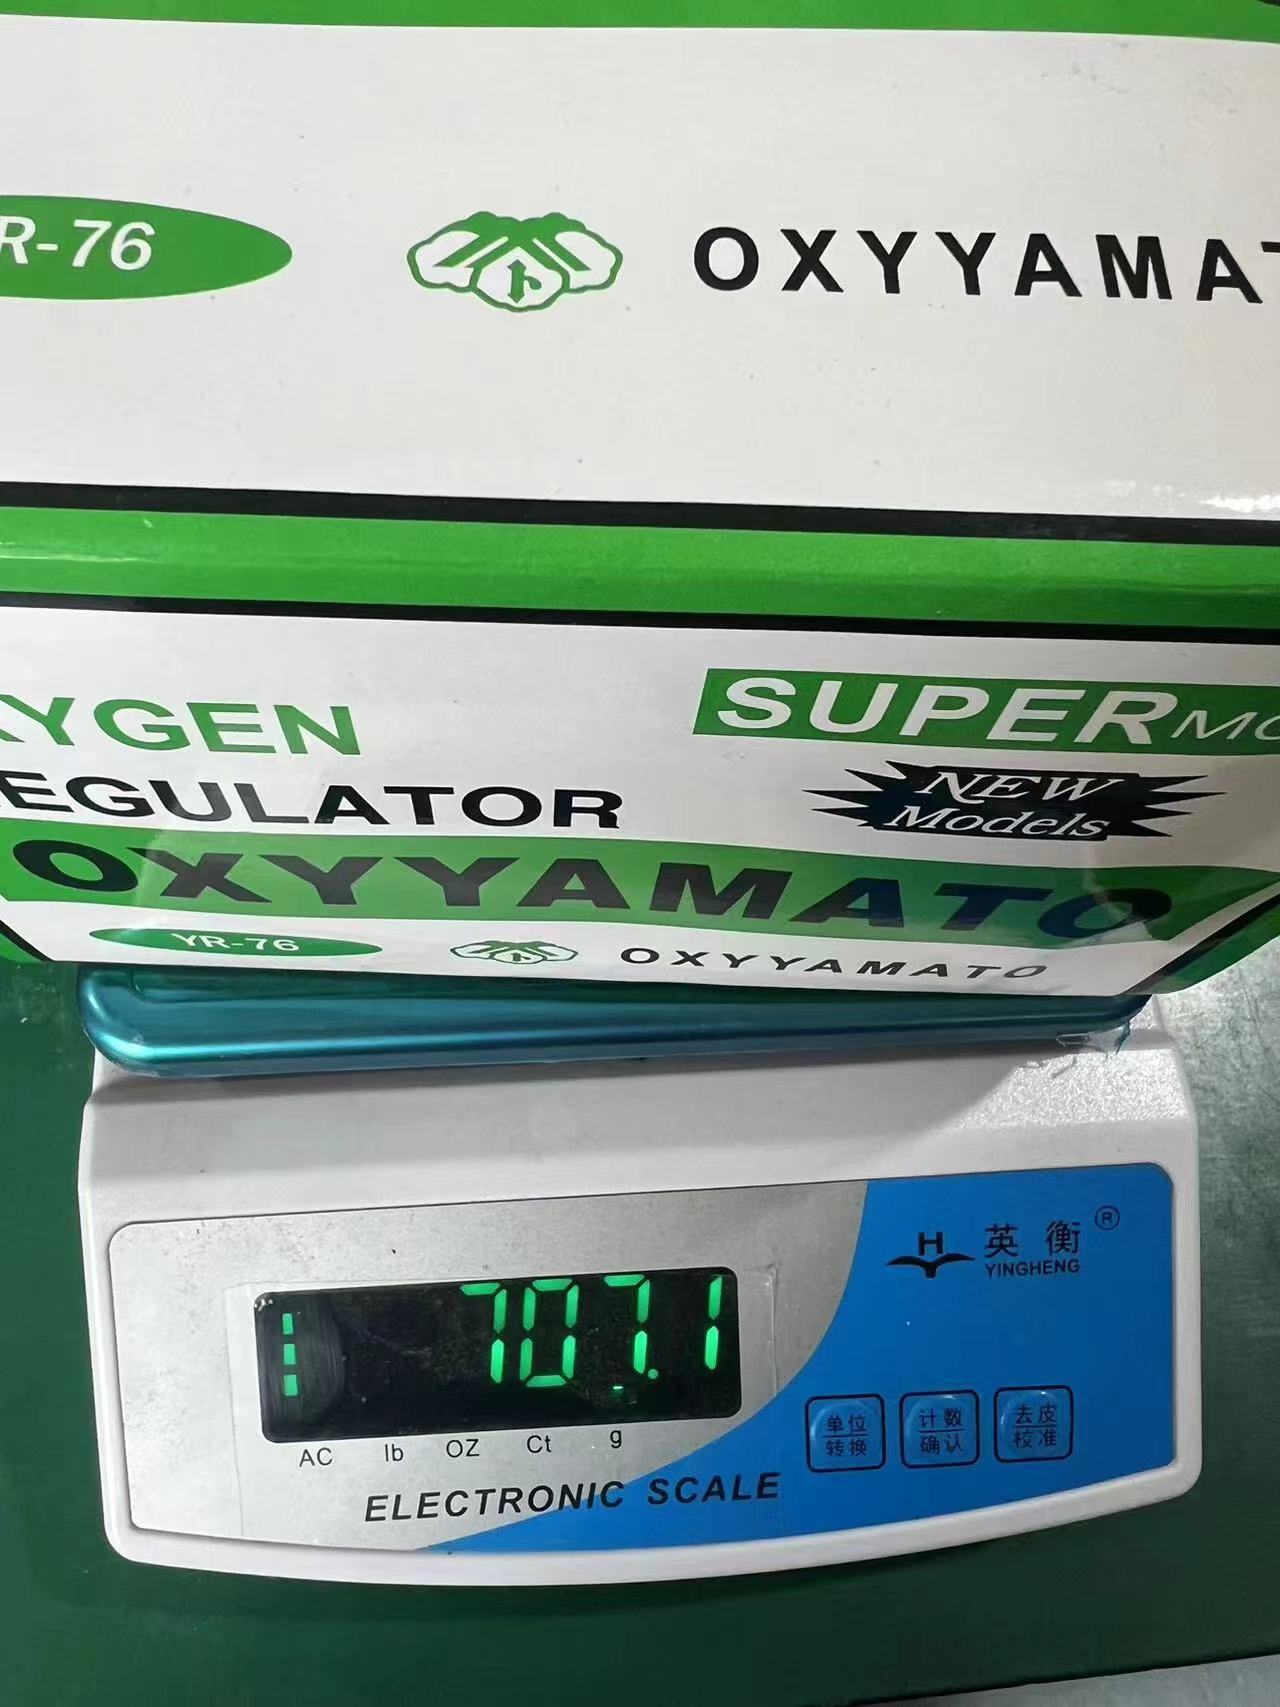 R-76
OXYYAMAT
YGEN
EGULATOR
SUPER
NEW
Models
OXYYAMATO
YR-76
OXYYAMATO
H 英衡®
YINGHENG
707.1
AC lb OZ Ct g
ELECTRONIC SCALE
单位
转换
计数
确认
去皮
校准